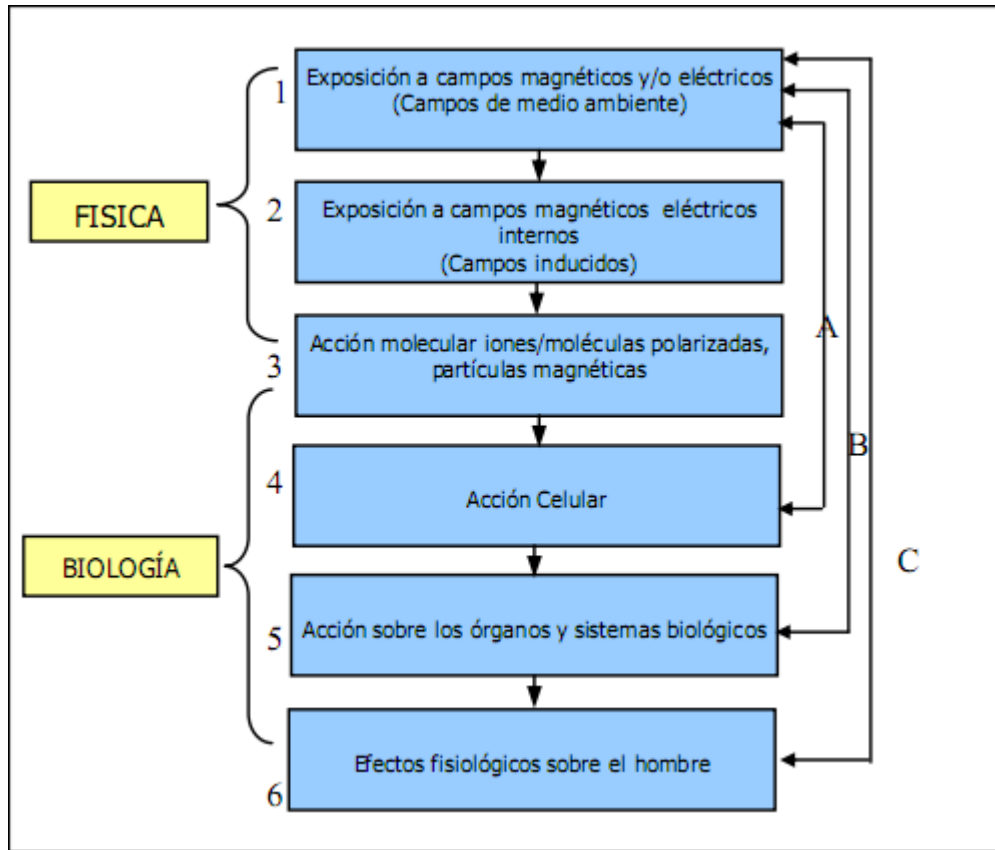 1
Exposición a campos magnéticos y/o eléctricos
(Campos de medio ambiente)
FISICA
2
Exposición a campos magnéticos eléctricos
internos
(Campos inducidos)
3
Acción molecular iones/moléculas polarizadas,
partículas magnéticas
A
B
C
4
Acción Celular
BIOLOGÍA
5
Acción sobre los órganos y sistemas biológicos
6
Efectos fisiológicos sobre el hombre